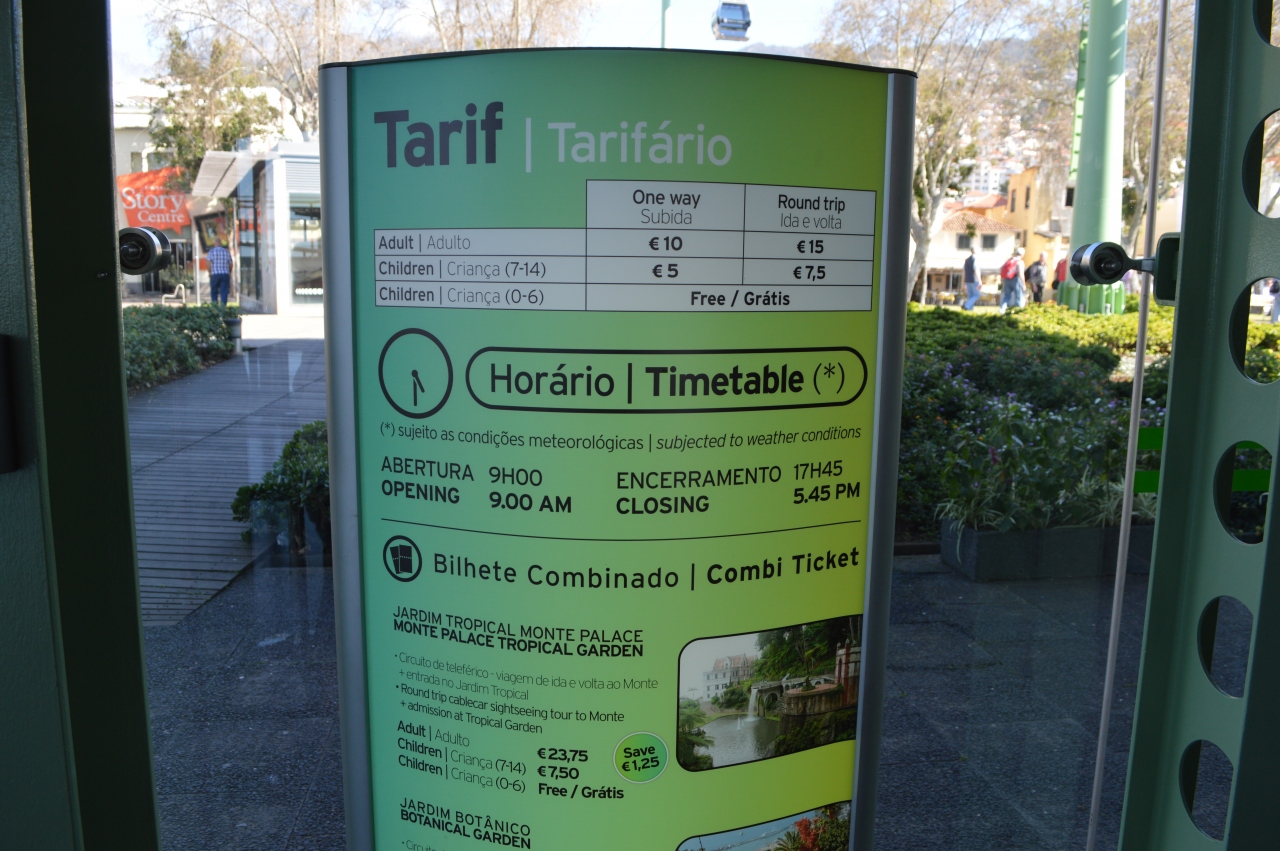 Tarif | Tarifário
One way Round trip
Subida Ida e volta
Adult | Adulto € 10 € 15
Children | Criança (7-14) € 5 € 7,5
Children | Criança (0-6) Free / Grátis
Horário | Timetable (*)
(*) sujeito as condições meteorológicas | subjected to weather conditions
ABERTURA 9H00 ENCERRAMENTO 17H45
OPENING 9.00 AM CLOSING 5.45 PM
Bilhete Combinado | Combi Ticket
JARDIM TROPICAL MONTE PALACE
MONTE PALACE TROPICAL GARDEN
• Circuito de teleférico - viagem de ida e volta ao Monte
+ entrada no Jardim Tropical
• Round trip cablecar sightseeing tour to Monte
+ admission at Tropical Garden
Adult | Adulto € 23,75
Children | Criança (7-14) € 7,50
Children | Criança (0-6) Free / Grátis
Save
€ 1,25
JARDIM BOTÂNICO
BOTANICAL GARDEN
Story
Centre